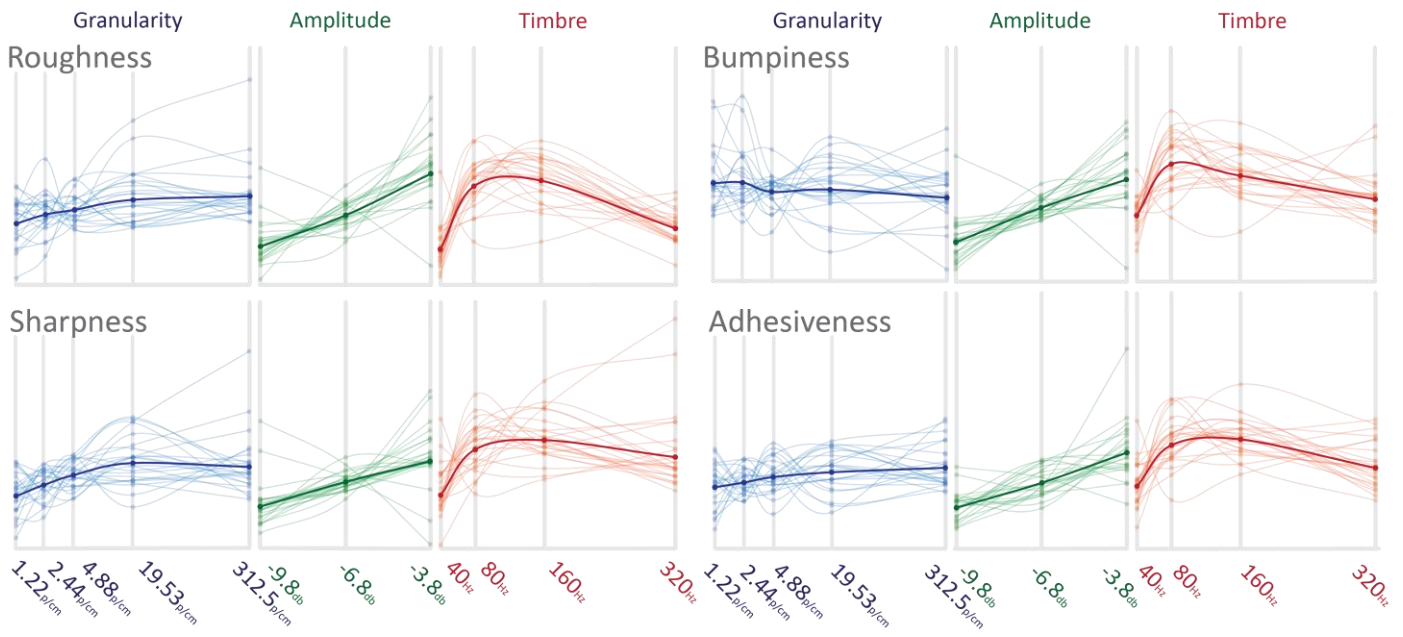 Granularity Amplitude Timbre Granularity Amplitude Timbre
Roughness Bumpiness
Sharpness Adhesiveness
1.22p/cm 2.44p/cm 4.88p/cm 19.53p/cm 312.5p/cm -9.8db -6.8db -3.8db 40Hz 80Hz 160Hz 320Hz 1.22p/cm 2.44p/cm 4.88p/cm 19.53p/cm 312.5p/cm -9.8db -6.8db -3.8db 40Hz 80Hz 160Hz 320Hz